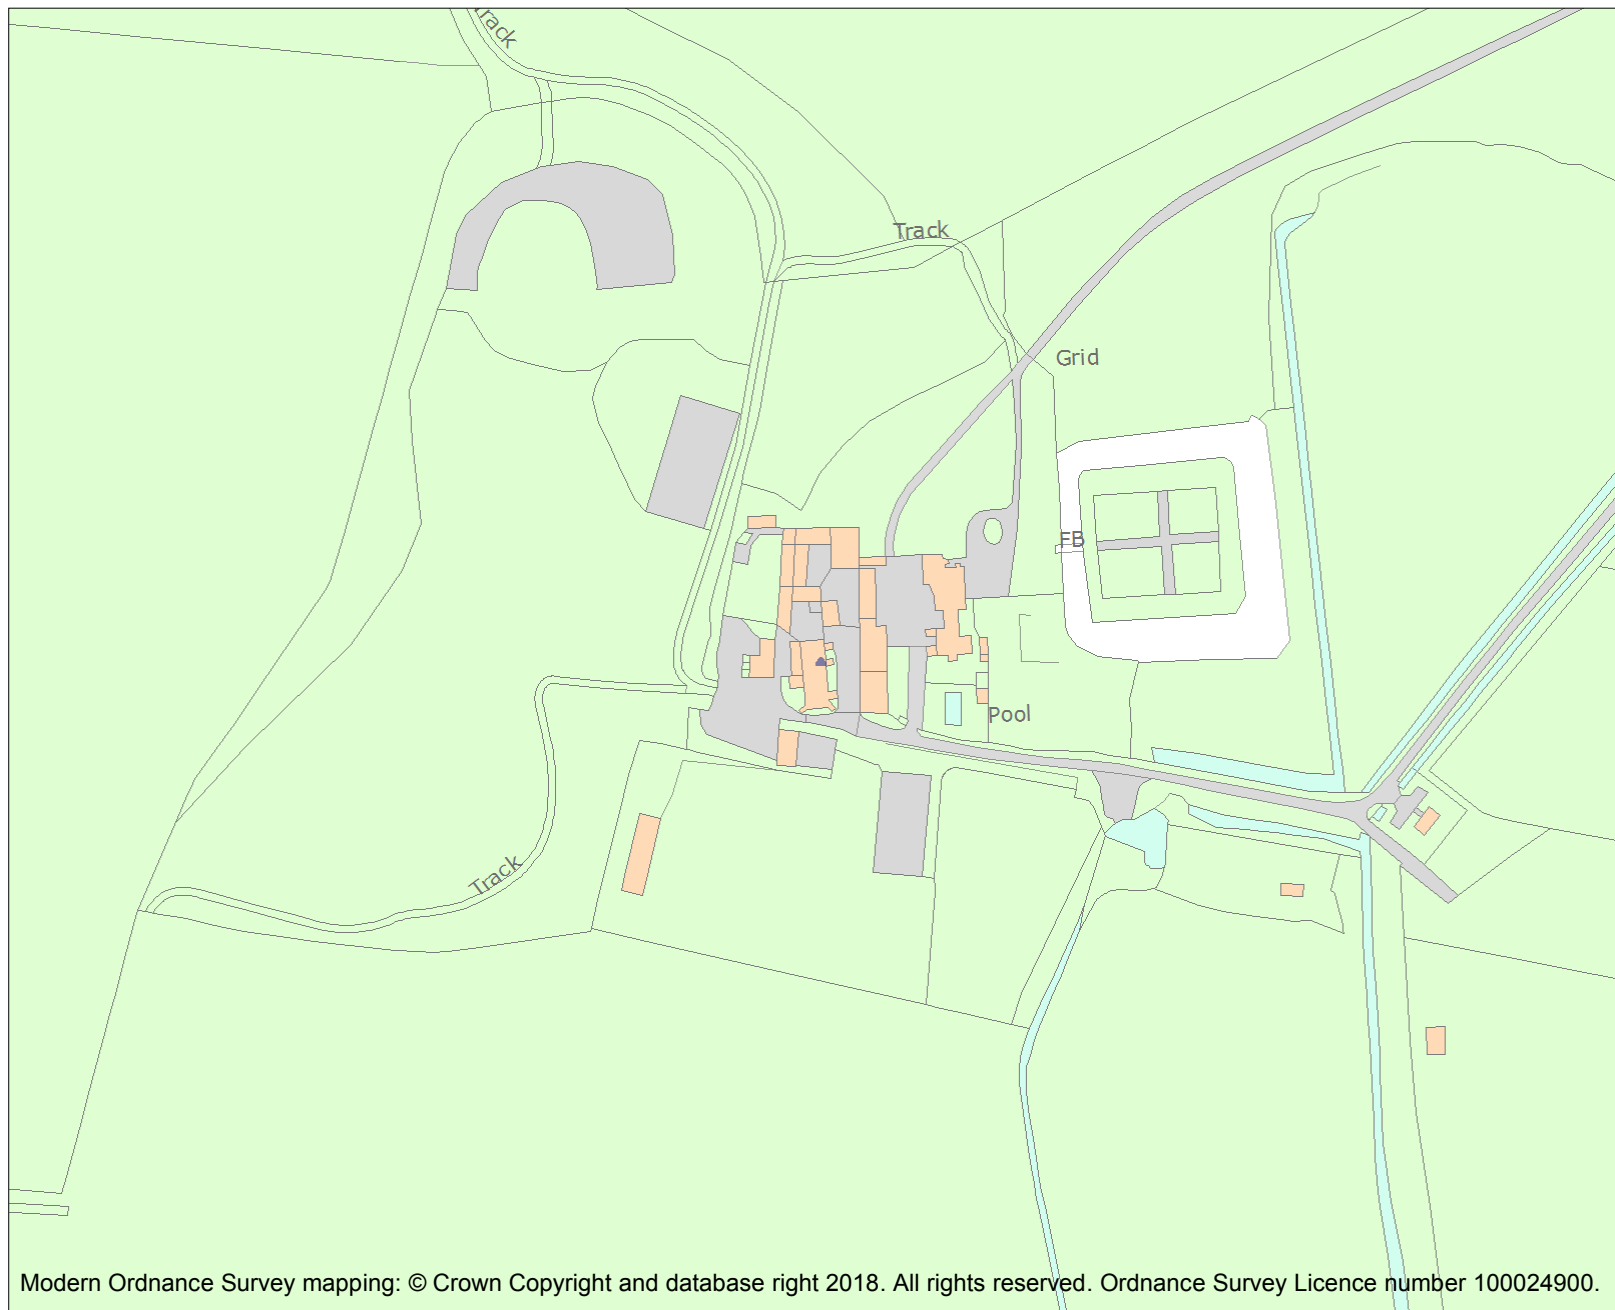 Track
Track
Grid
FB
Pool
Track
Modern Ordnance Survey mapping: © Crown Copyright and database right 2018. All rights reserved. Ordnance Survey Licence number 100024900.